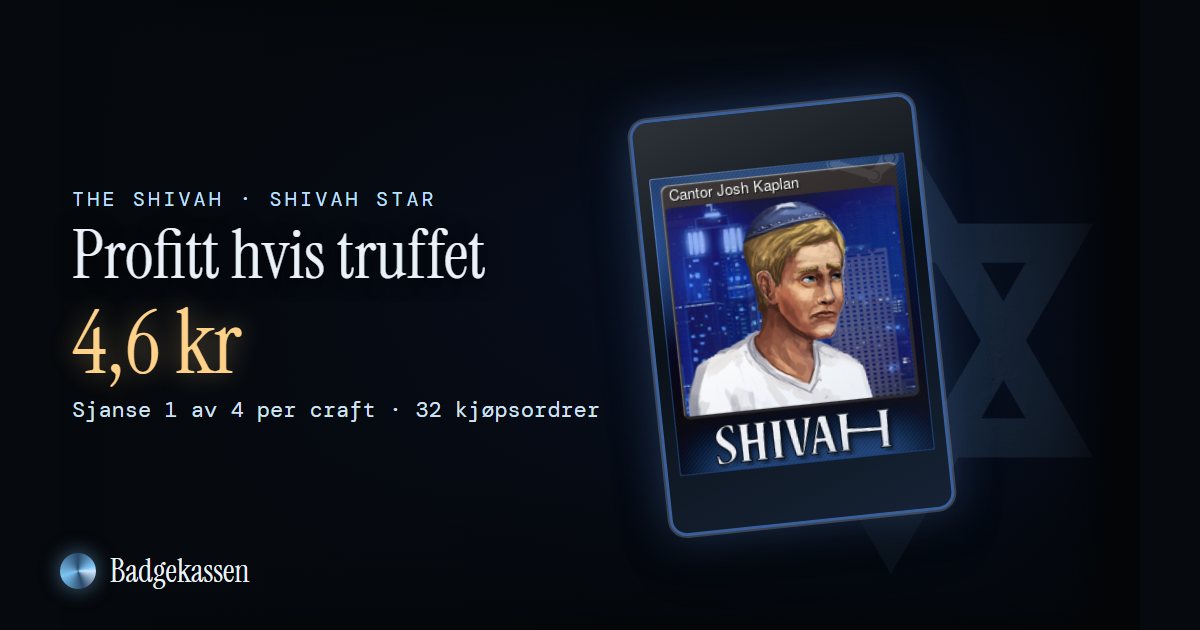 THE SHIVAH · SHIVAH STAR
Profitt hvis truffet
4,6 kr
Sjanse 1 av 4 per craft · 32 kjøpsordrer
Cantor Josh Kaplan
SHIVAH
Badgekassen